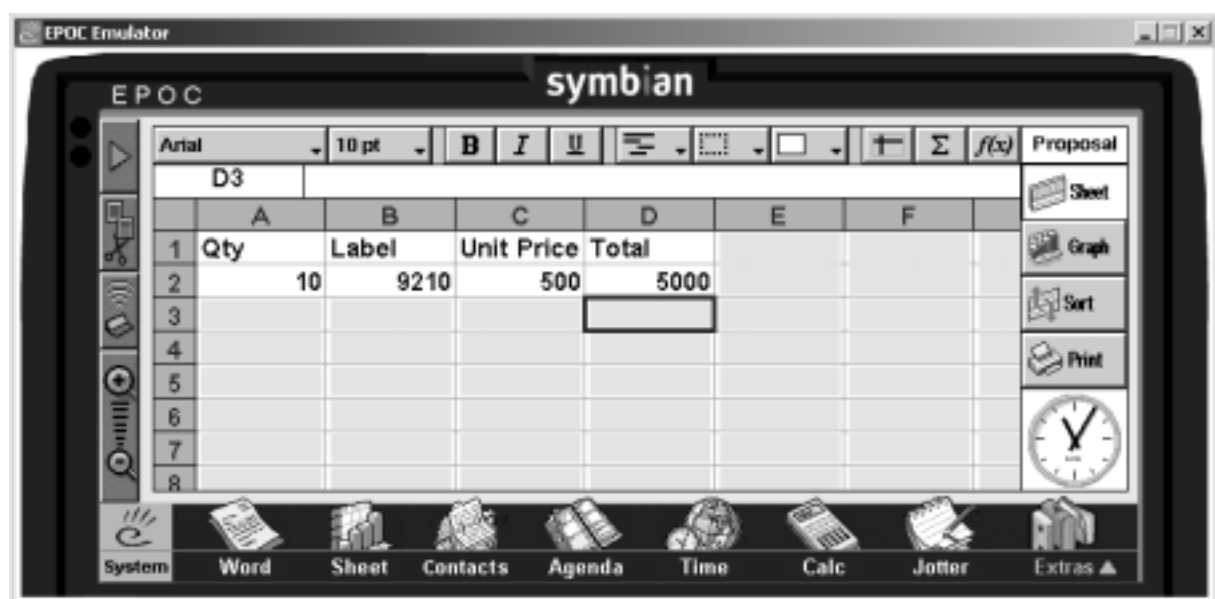 EPOC Emulator
symbian
EPOC
Arial 10 pt B I U Σ f(x) Proposal
D3
Sheet
A B C D E F
1 Qty Label Unit Price Total
Graph
2 10 9210 500 5000
3
Sort
4
Print
5
6
7
8
System Word Sheet Contacts Agenda Time Calc Jotter Extras ▲